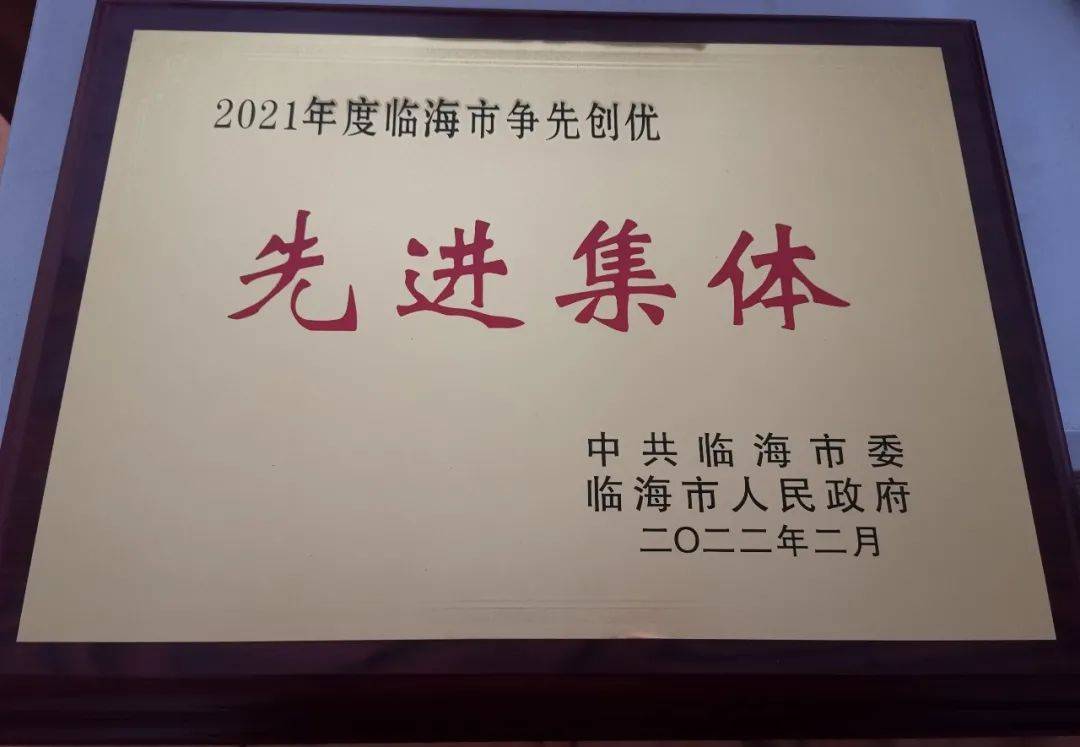 2021年度临海市争先创优
先进集体
中共临海市委
临海市人民政府
二〇二二年二月